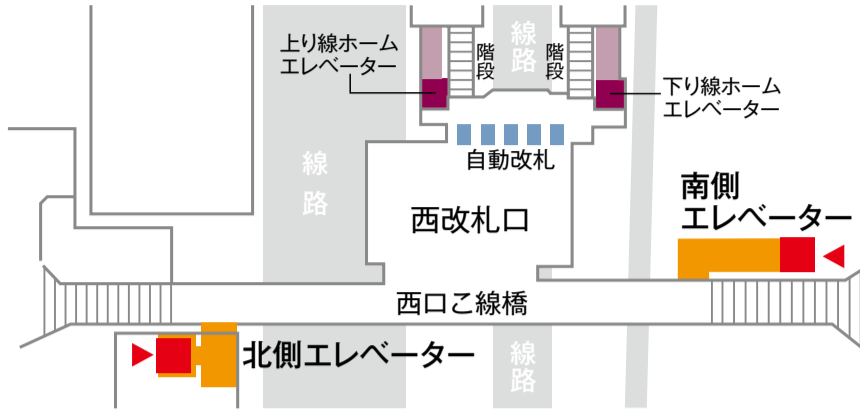 上り線ホーム
エレベーター
階段
線路
階段
下り線ホーム
エレベーター
自動改札
線路
南側
エレベーター
西改札口
西口こ線橋
北側エレベーター
線路